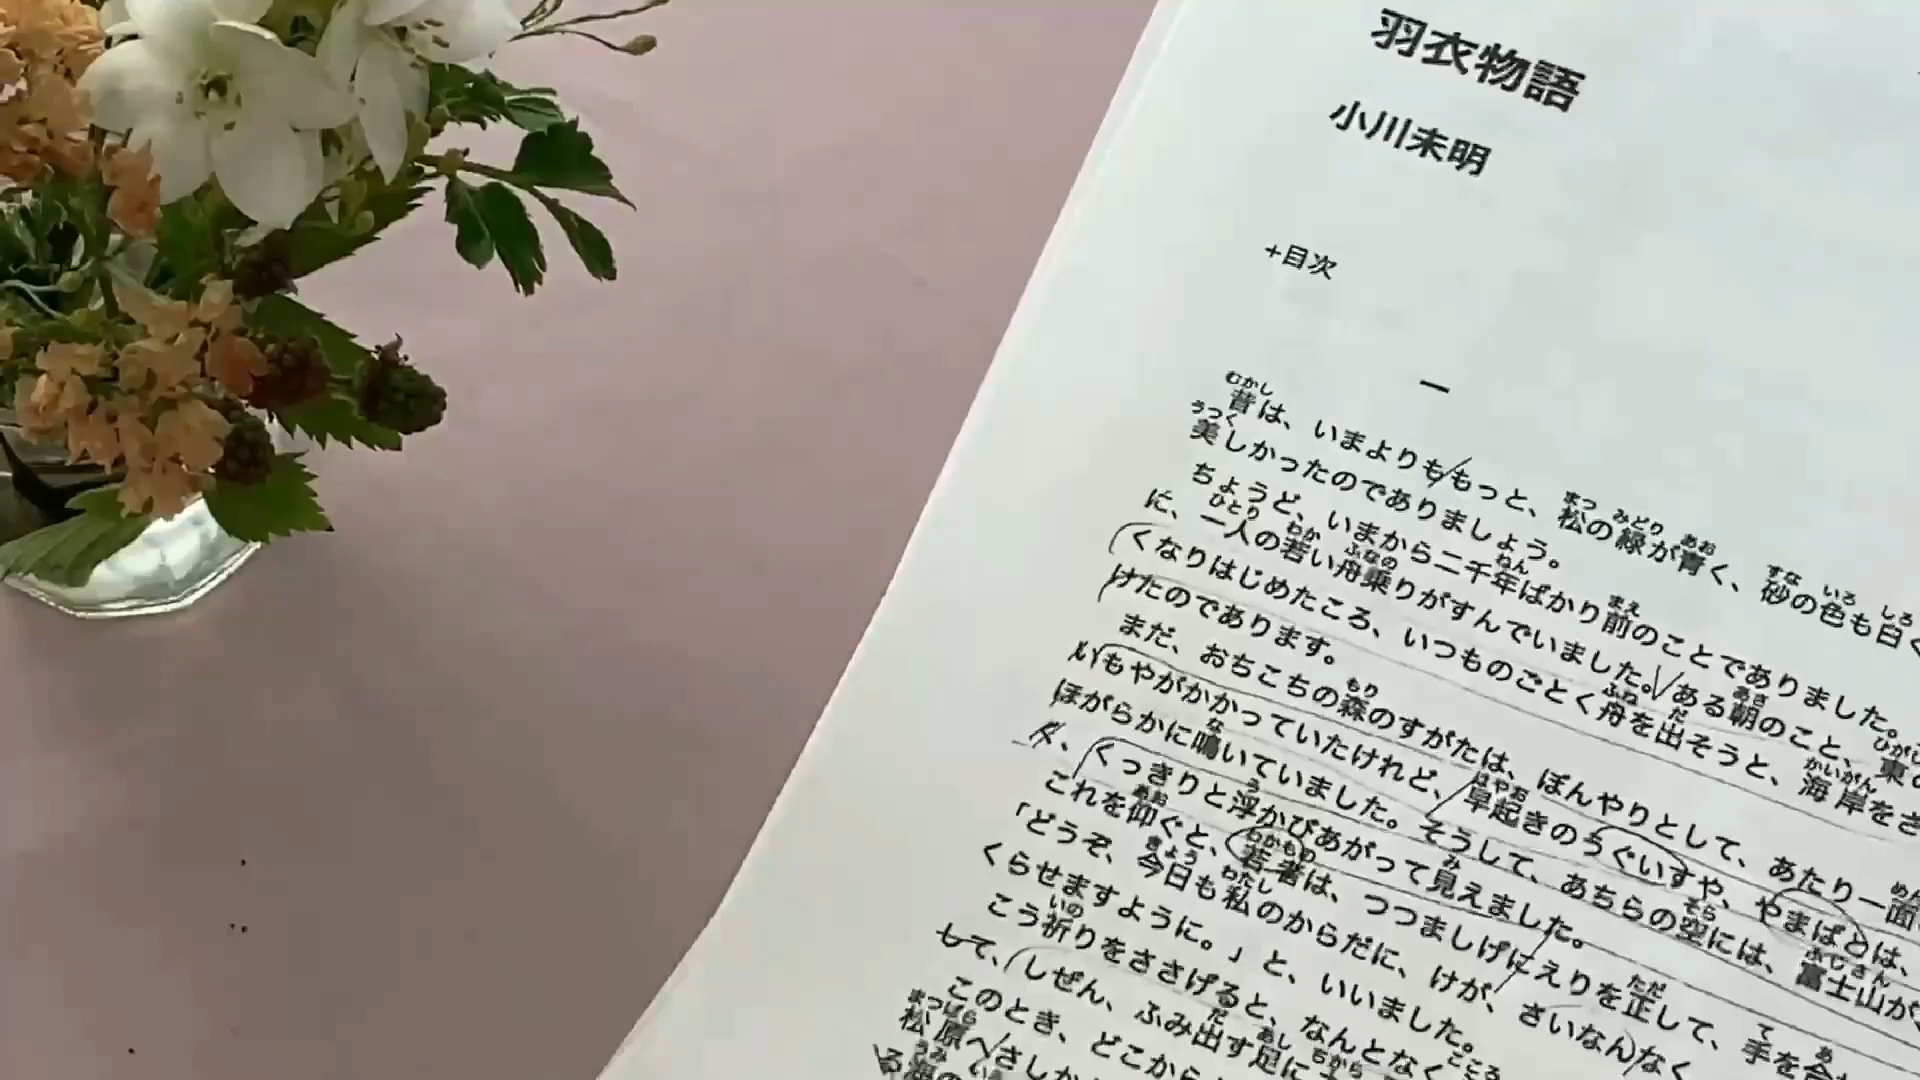 羽衣物語
小川未明
+目次
一
昔は、いまよりももっと、松の緑が青く、砂の色も白く
美しかったのでありましょう。
ちょうど、いまから二千年ばかり前のことでありました。
に、一人の若い舟乗りがすんでいました。ある朝のこと、東の
くなりはじめたころ、いつものごとく舟を出そうと、海岸をさ
けたのであります。
まだ、おちこちの森のすがたは、ぼんやりとして、あたり一面
いもやがかかっていたけれど、早起きのうぐいすや、やまばとは、
ほがらかに鳴いていました。そうして、あちらの空には、富士山が
、くっきりと浮かびあがって見えました。
これを仰ぐと、若者は、つつましげにえりを正して、手を合
「どうぞ、今日も私のからだに、けが、さいなんなく
くらせますように。」と、いいました。
こう祈りをささげると、なんとなく
して、しぜん、ふみ出す足に
このとき、どこから
松原へさしか
る海の